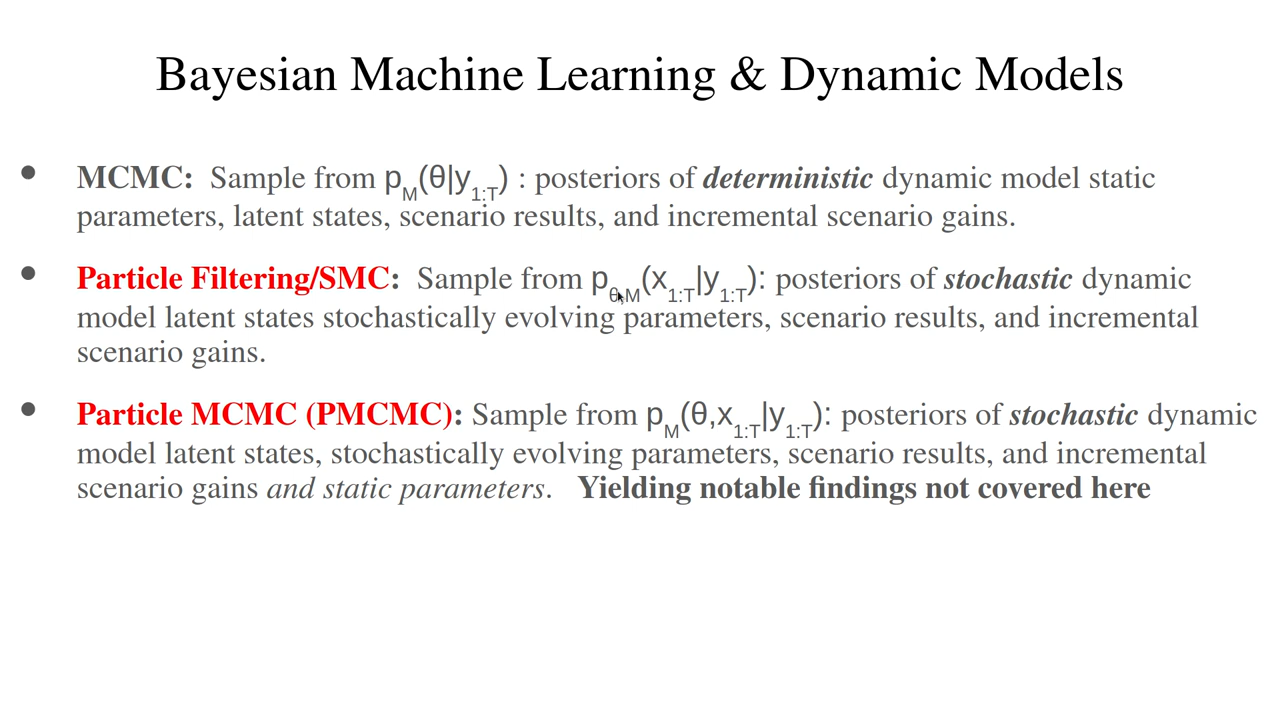 Bayesian Machine Learning & Dynamic Models
• MCMC: Sample from pM(θ|y1:T) : posteriors of deterministic dynamic model static
parameters, latent states, scenario results, and incremental scenario gains.
• Particle Filtering/SMC: Sample from pθ,M(x1:T|y1:T): posteriors of stochastic dynamic
model latent states stochastically evolving parameters, scenario results, and incremental
scenario gains.
• Particle MCMC (PMCMC): Sample from pM(θ,x1:T|y1:T): posteriors of stochastic dynamic
model latent states, stochastically evolving parameters, scenario results, and incremental
scenario gains and static parameters. Yielding notable findings not covered here